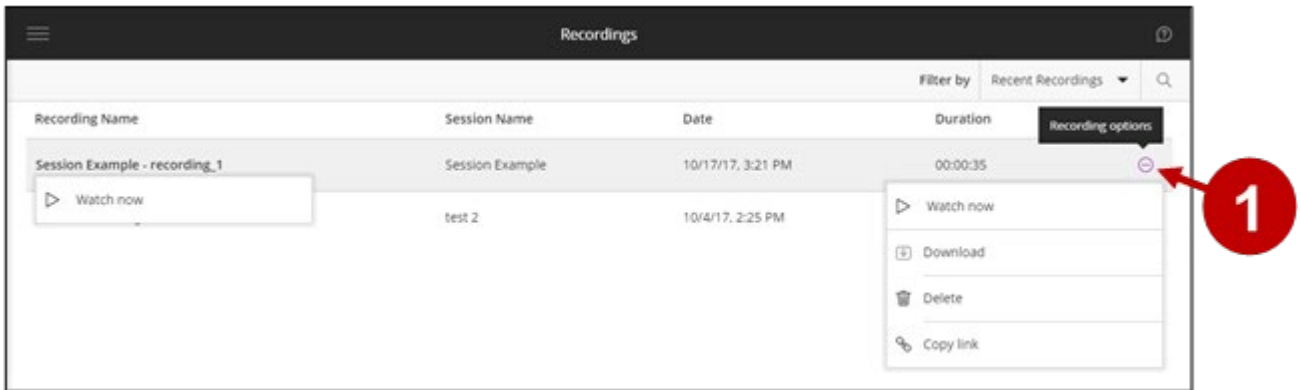 Recordings
Filter by Recent Recordings
Recording Name Session Name Date Duration
Recording options
Session Example - recording_1 Session Example 10/17/17, 3:21 PM 00:00:35
1
Watch now
Watch now
test 2 10/4/17, 2:25 PM
Download
Delete
Copy link